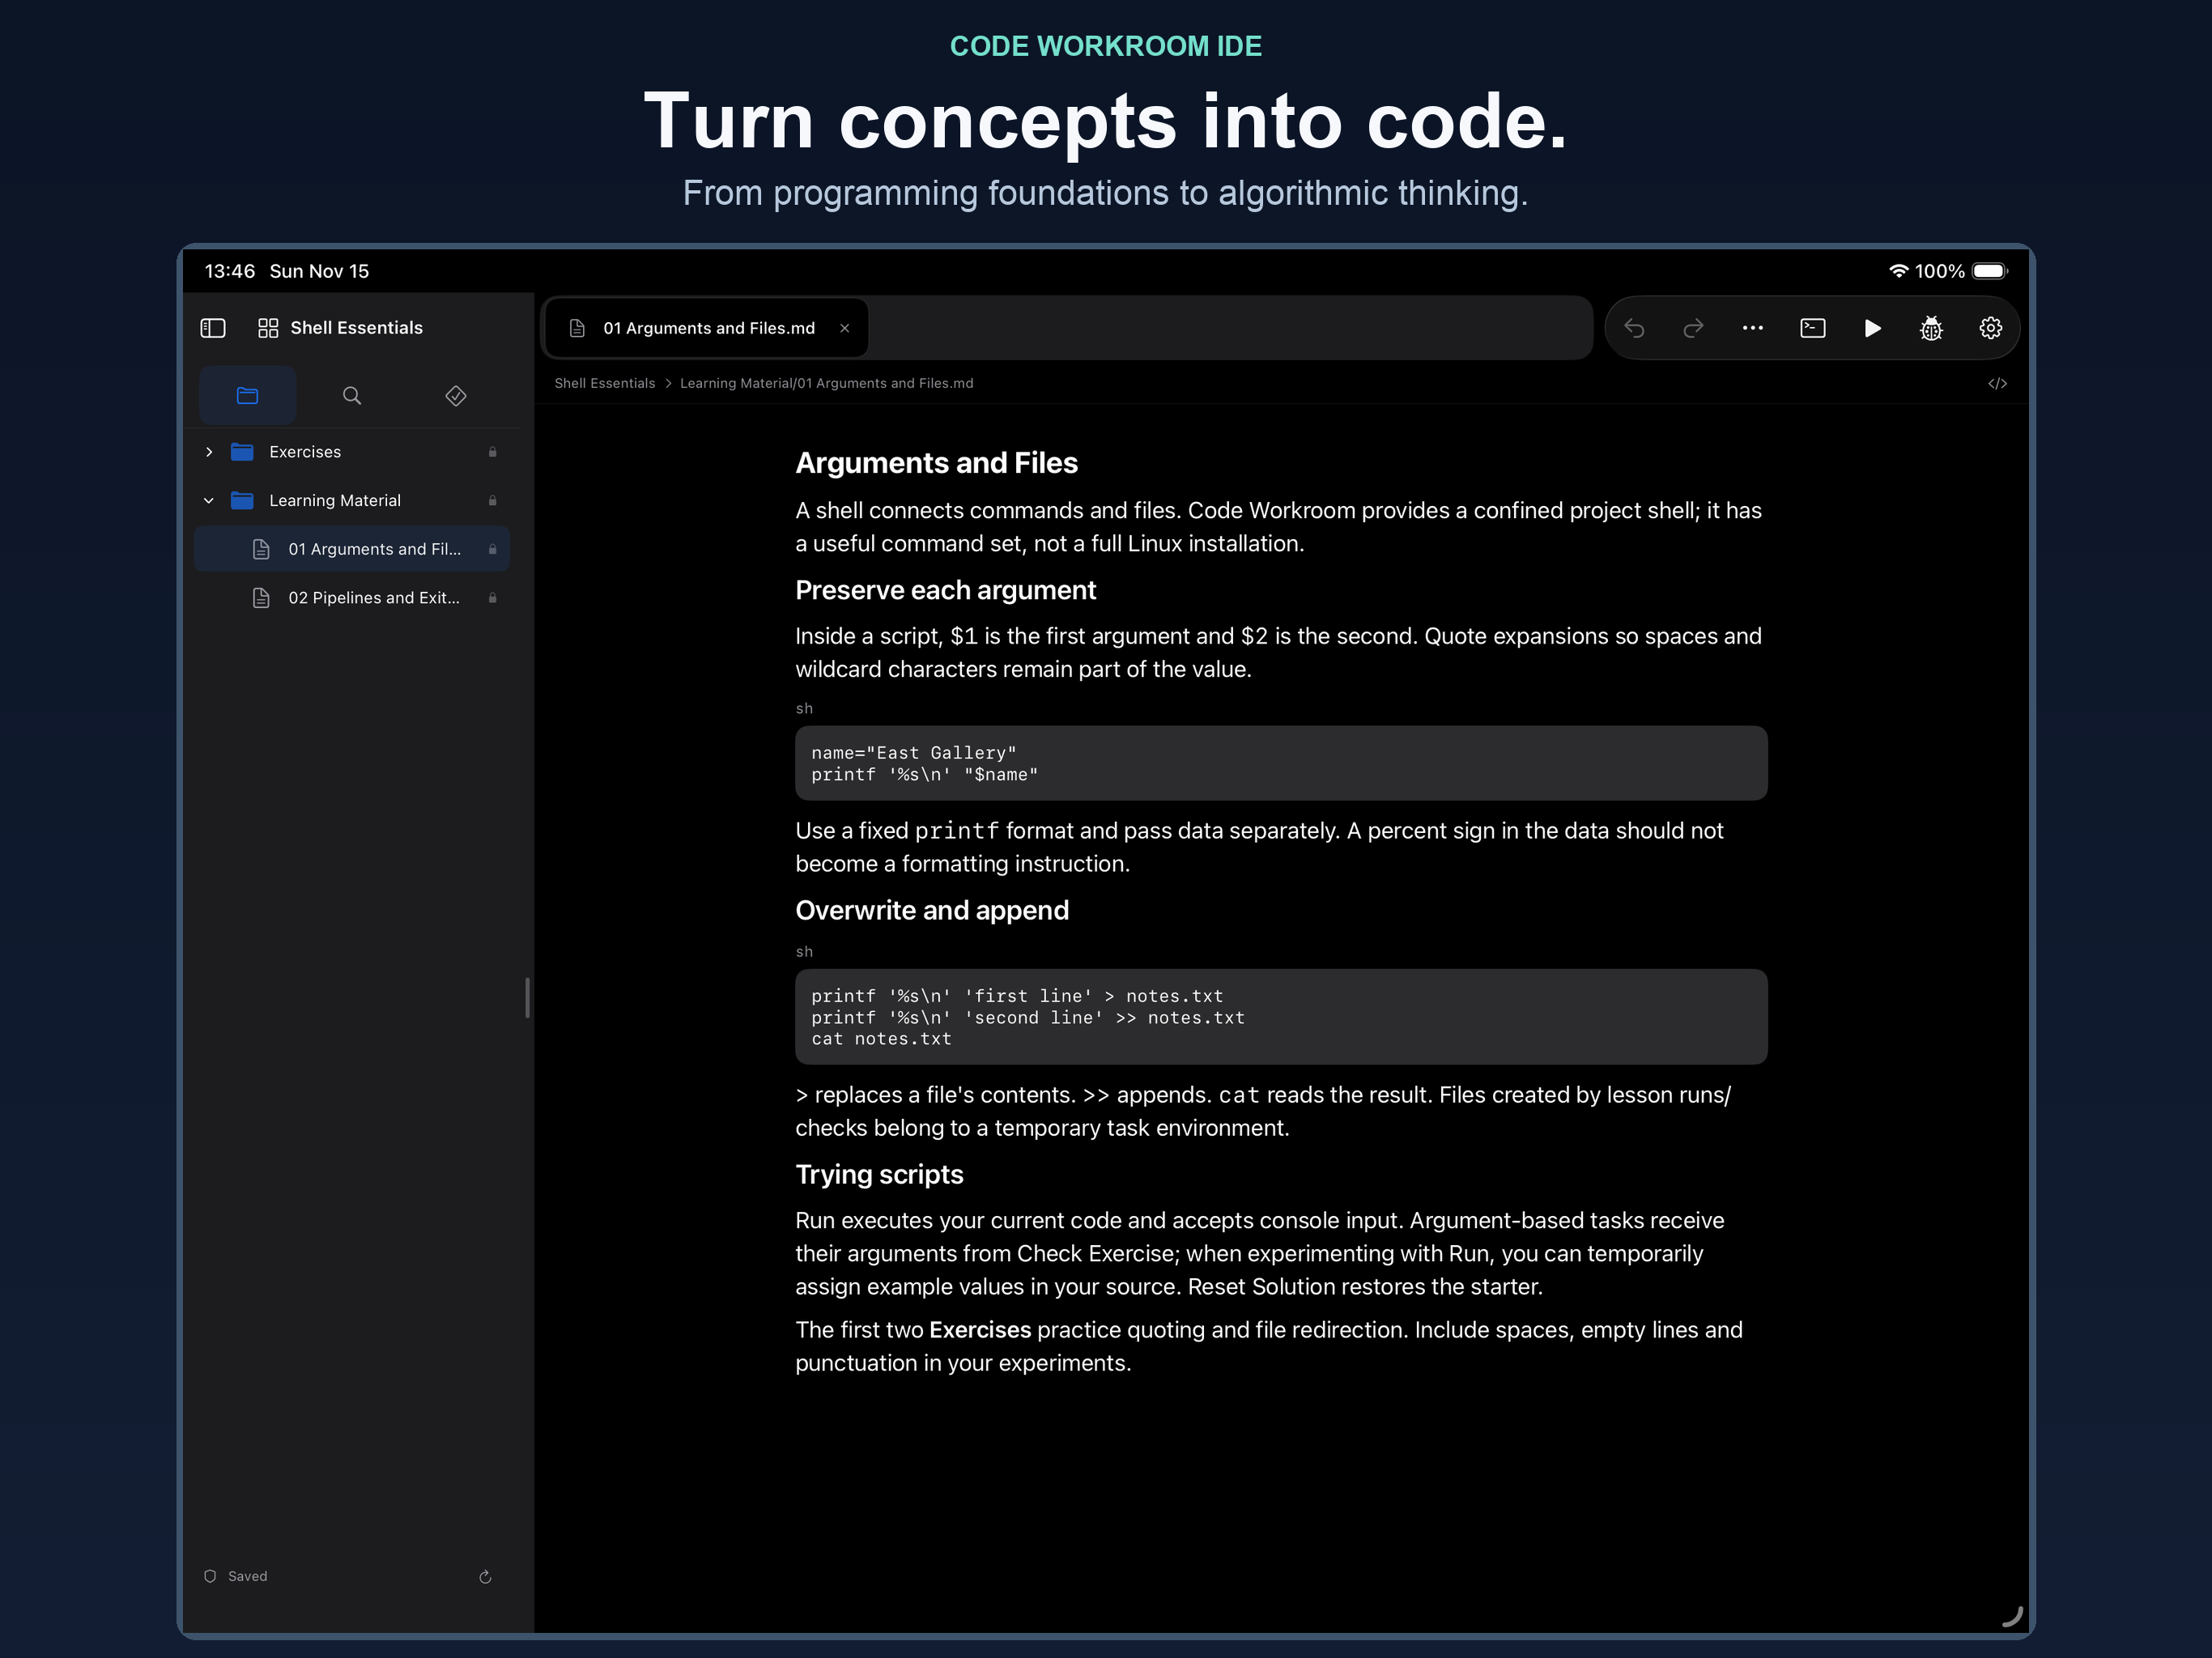 CODE WORKROOM IDE
Turn concepts into code.
From programming foundations to algorithmic thinking.
13:46 Sun Nov 15
100%
Shell Essentials
01 Arguments and Files.md
Shell Essentials > Learning Material/01 Arguments and Files.md
</>
Exercises
Learning Material
01 Arguments and Fil...
02 Pipelines and Exit...
Arguments and Files
A shell connects commands and files. Code Workroom provides a confined project shell; it has
a useful command set, not a full Linux installation.
Preserve each argument
Inside a script, $1 is the first argument and $2 is the second. Quote expansions so spaces and
wildcard characters remain part of the value.
sh
name="East Gallery"
printf '%s\n' "$name"
Use a fixed printf format and pass data separately. A percent sign in the data should not
become a formatting instruction.
Overwrite and append
sh
printf '%s\n' 'first line' > notes.txt
printf '%s\n' 'second line' >> notes.txt
cat notes.txt
> replaces a file's contents. >> appends. cat reads the result. Files created by lesson runs/
checks belong to a temporary task environment.
Trying scripts
Run executes your current code and accepts console input. Argument-based tasks receive
their arguments from Check Exercise; when experimenting with Run, you can temporarily
assign example values in your source. Reset Solution restores the starter.
The first two Exercises practice quoting and file redirection. Include spaces, empty lines and
punctuation in your experiments.
Saved